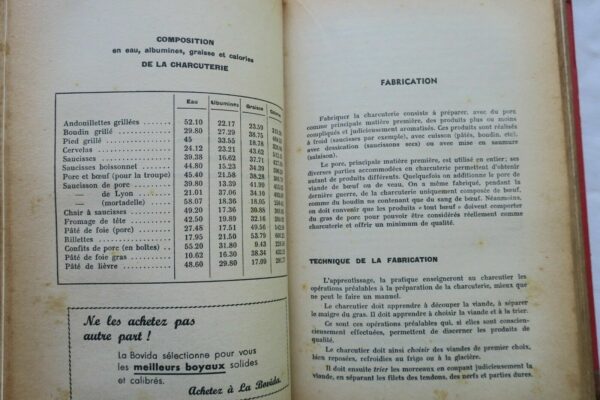 COMPOSITION
en eau, albumines, graisse et calories
DE LA CHARCUTERIE
Eau Albumines Graisse
Andouillettes grillées ........ 52.10 22.17 23.59
Boudin grillé ........ 29.80 27.29 38.75
Pied grillé ........ 45 33.55 19.97
Cervelas ........ 24.12 23.21 43.62
Saucisses ........ 39.38 16.62 37.71
Saucisses boissonnet ........ 44.80 15.23 34.39
Porc et bœuf (pour la troupe) 45.40 21.58 28.38
Saucisson de porc ........ 39.80 13.29 41.90
— de Lyon ........ 21.01 37.06 34.10
— (mortadelle) ........ 58.07 18.36 18.95
Chair à saucisses ........ 49.20 17.36 30.88
Fromage de tête ........ 42.50 19.89 32.16
Pâté de foie (porc) ........ 27.48 17.51 49.56
Rillettes ........ 17.95 21.50 53.79
Confits de porc (en boîtes) .. 55.20 31.80 9.43
Pâté de foie gras ........ 10.62 16.30 38.34
Pâté de lièvre ........ 48.60 29.80 17.09
Ne les achetez pas
autre part !
La Bovida sélectionne pour vous
les meilleurs boyaux solides
et calibrés.
Achetez à La Bovida.
FABRICATION
Fabriquer la charcuterie consiste à préparer, avec du porc
comme principale matière première, des produits plus ou moins
compliqués et judicieusement aromatisés. Ces produits sont réalisés
à froid (saucisses par exemple), avec cuisson (pâtés, boudin, etc),
avec dessication (saucissons secs) ou avec mise en saumure
(salaison).
Le porc, principale matière première, est utilisé en entier; ses
diverses parties accommodées en charcuterie permettent d'obtenir
autant de produits différents. Quelquefois on additionne le porc de
viande de bœuf ou de veau. On a même fabriqué, pendant la
dernière guerre, de la charcuterie uniquement composée de bœuf,
comme du boudin ne contenant que du sang de bœuf. Néanmoins,
on doit convenir que les produits « tout bœuf » doivent comporter
du gras de porc pour pouvoir être considérés réellement comme
charcuterie et offrir un minimum de qualité.
TECHNIQUE DE LA FABRICATION
L'apprentissage, la pratique enseigneront au charcutier les
opérations préalables à la préparation de la charcuterie, mieux que
ne peut le faire un manuel.
Le charcutier doit apprendre à découper la viande, à séparer
le maigre du gras. Il doit apprendre à choisir la viande et à la trier.
Ce sont ces opérations préalables qui, si elles sont conscien-
cieusement effectuées, permettent de discerner les produits de
qualité.
Le charcutier doit ainsi choisir des viandes de premier choix,
bien reposées, refroidies au frigo ou à la glacière.
Il doit ensuite trier les morceaux en coupant judicieusement la
viande, en séparant les filets des tendons, des nerfs et parties dures.